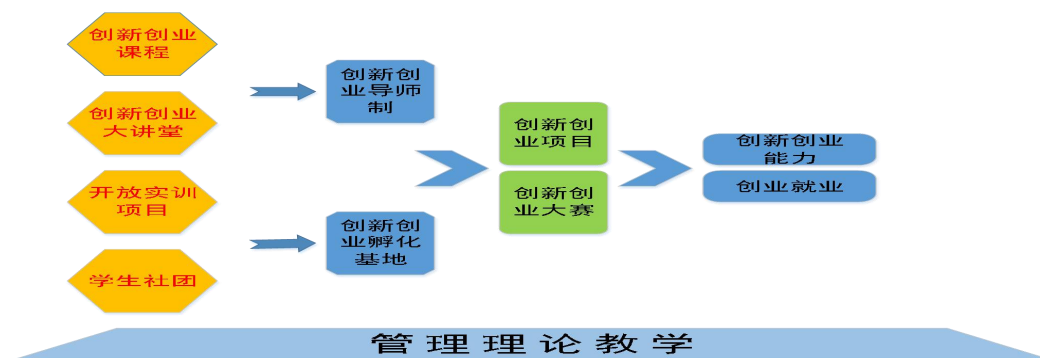 创新创业
课程
创新创业
大讲堂
开放实训
项目
学生社团
创新创
业导师
制
创新创
业孵化
基地
创新创
业项目
创新创
业大赛
创新创业
能力
创业就业
管理理论教学